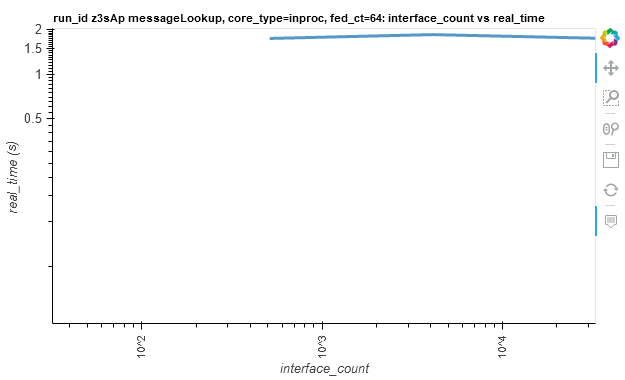 run_id z3sAp messageLookup, core_type=inproc, fed_ct=64: interface_count vs real_time
2
1.5
1
0.5
real_time (s)
10^2
10^3
10^4
interface_count